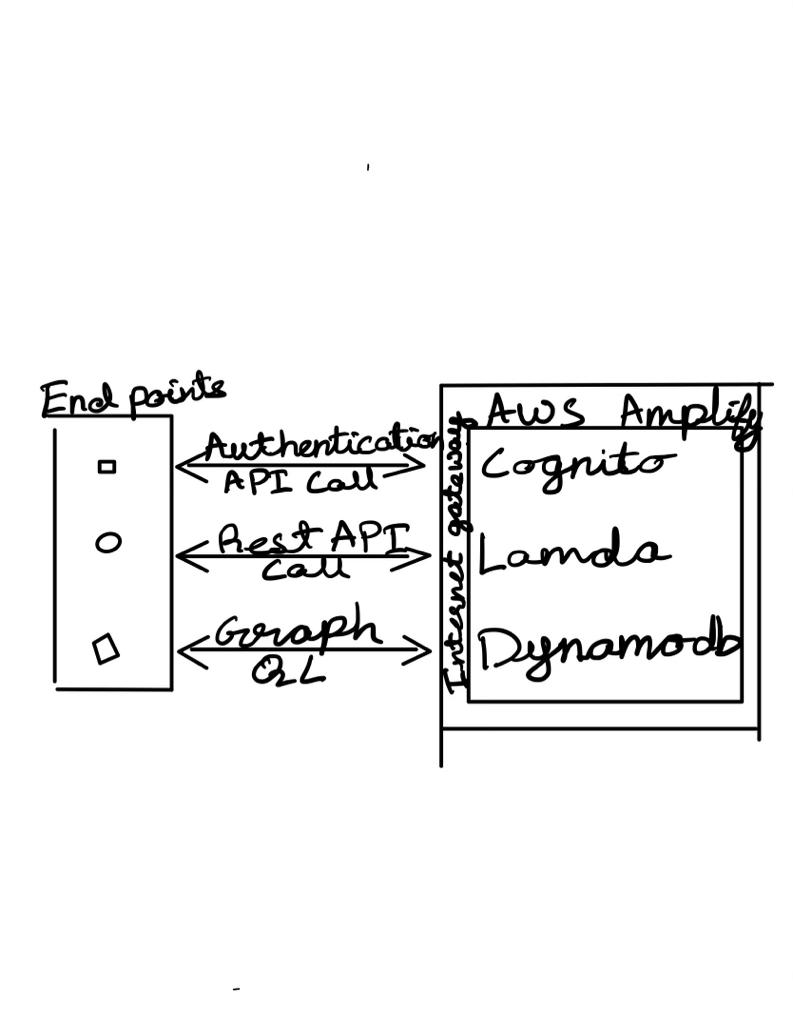 End points
Authentication
API Call
Rest API
Call
Graph
QL
Internet gateway
AWS Amplify
Cognito
Lamda
Dynamodb